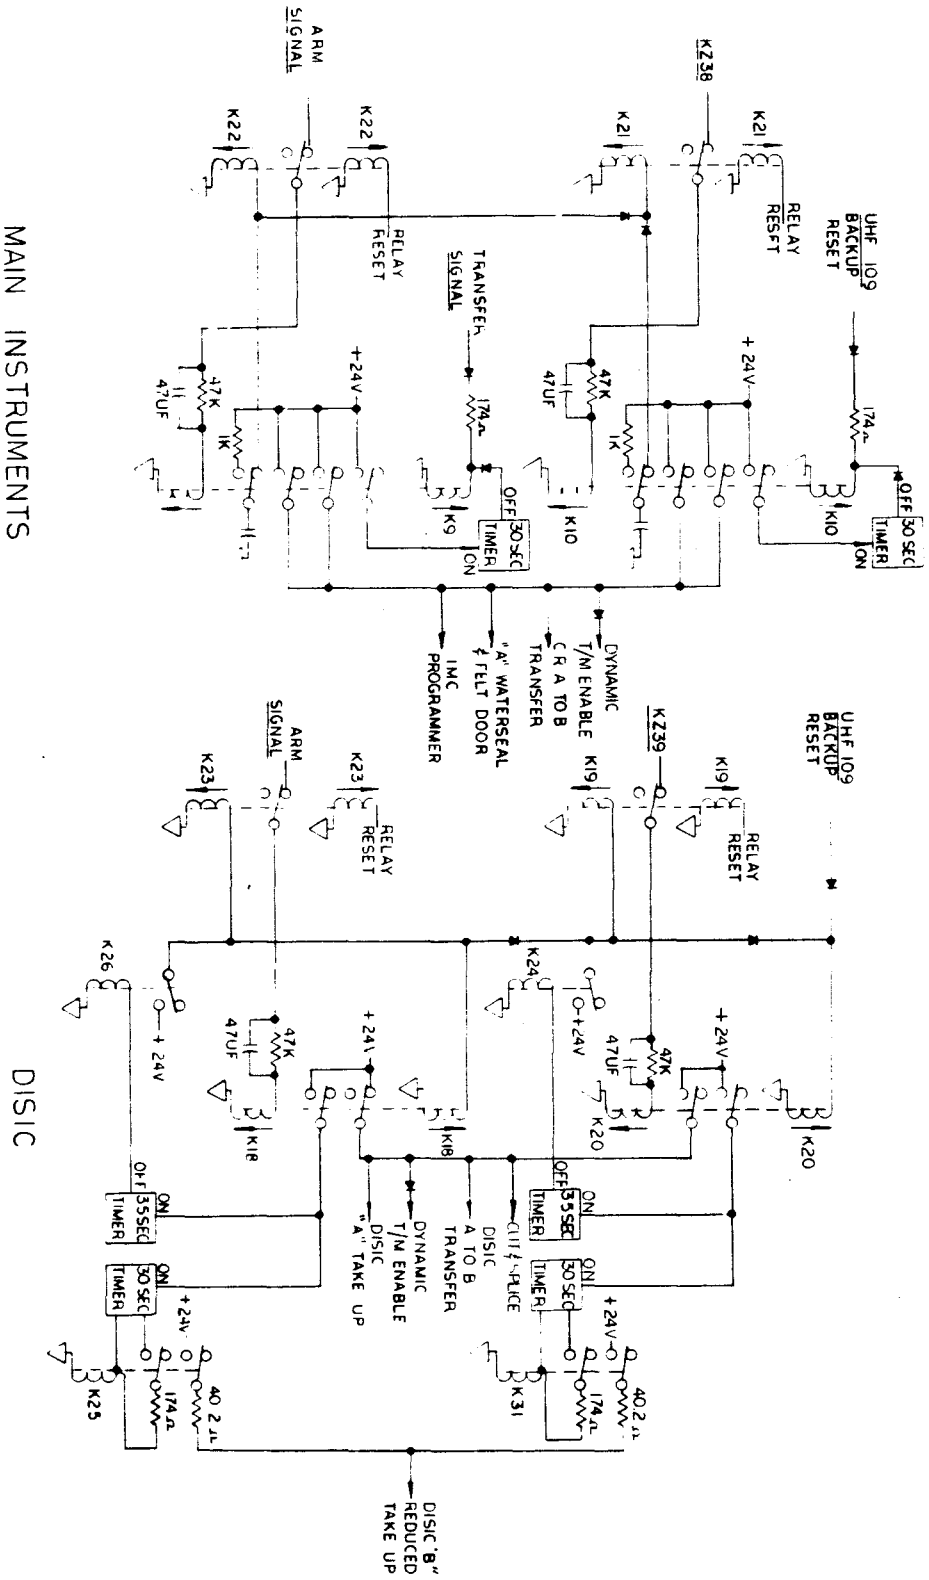 UHF 109
BACKUP
RESET
174Ω
OFF
30 SEC
TIMER
ON
K21
RELAY
RESET
KZ38
K21
+24V
47K
47UF
1K
K10
K10
TRANSFER
SIGNAL
174Ω
OFF
30 SEC
TIMER
ON
K9
K22
RELAY
RESET
ARM
SIGNAL
K22
+24V
47K
47UF
1K
DYNAMIC
T/M ENABLE
C R A TO B
TRANSFER
"A" WATERSEAL
& FELT DOOR
IMC
PROGRAMMER
MAIN INSTRUMENTS
UHF 109
BACKUP
RESET
K19
RELAY
RESET
KZ39
K19
+24V
47K
47UF
K20
K20
K24
+24V
OFF
35 SEC
TIMER
ON
30 SEC
TIMER
ON
+24V
40.2Ω
174Ω
K31
CUT & SPLICE
DISIC
A TO B
TRANSFER
DYNAMIC
T/M ENABLE
DISIC
"A" TAKE UP
K23
RELAY
RESET
ARM
SIGNAL
K23
+24V
47K
47UF
K18
K18
K26
+24V
OFF
35 SEC
TIMER
ON
30 SEC
TIMER
ON
+24V
40.2Ω
174Ω
K25
DISIC "B"
REDUCED
TAKE UP
DISIC